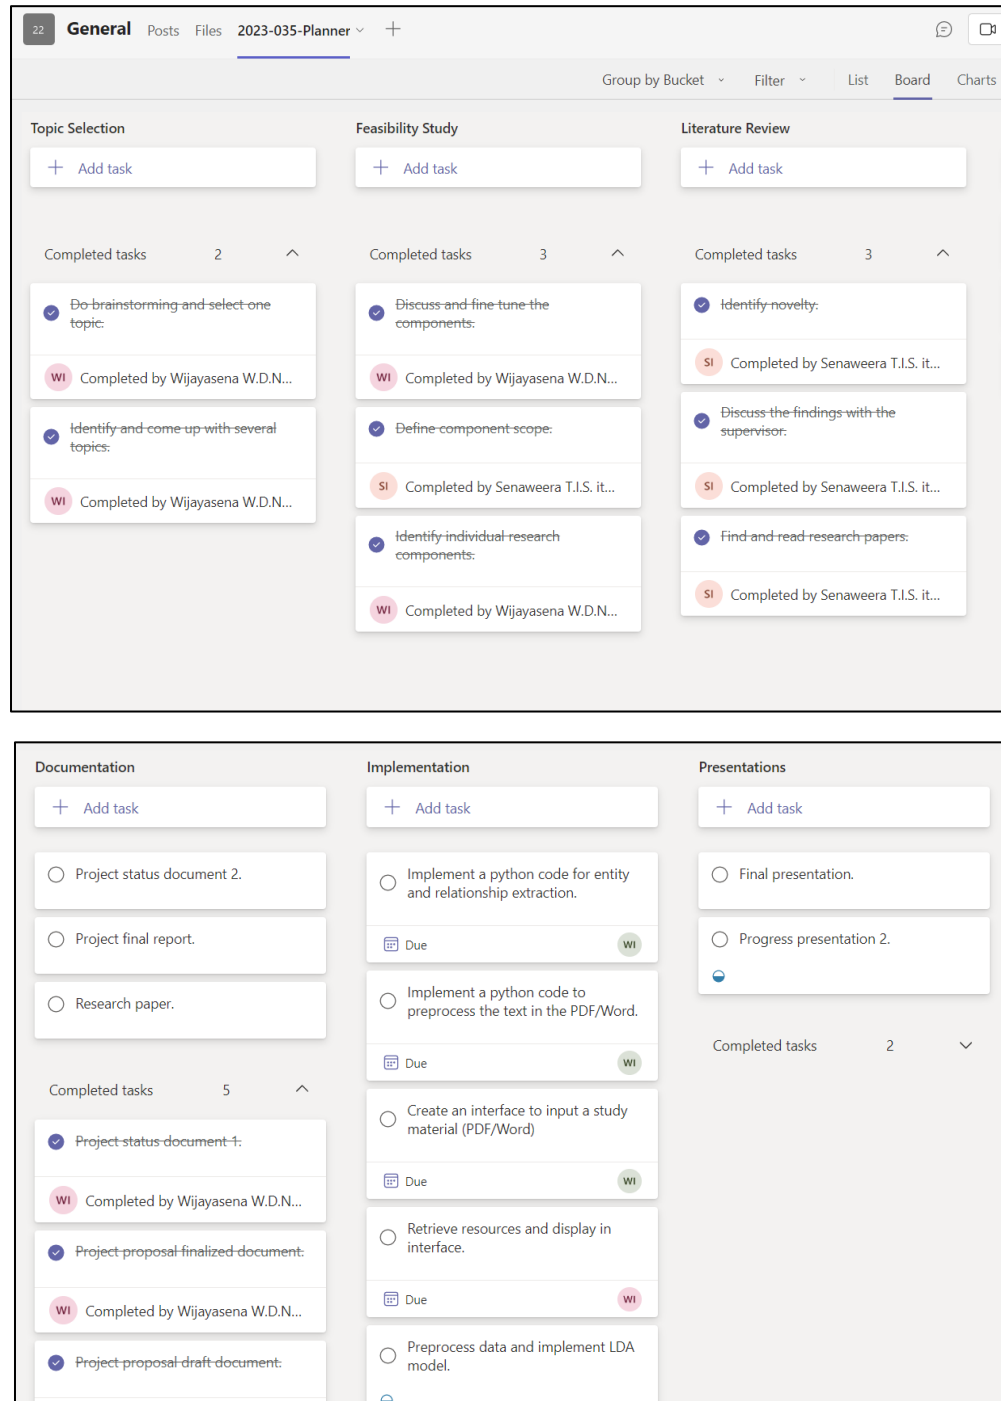 22 General Posts Files 2023-035-Planner
Group by Bucket Filter List Board Charts
Topic Selection
Add task
Completed tasks 2
Do brainstorming and select one
topic.
WI Completed by Wijayasena W.D.N...
Identify and come up with several
topics.
WI Completed by Wijayasena W.D.N...
Feasibility Study
Add task
Completed tasks 3
Discuss and fine tune the
components.
WI Completed by Wijayasena W.D.N...
Define component scope.
SI Completed by Senaweera T.I.S. it...
Identify individual research
components.
WI Completed by Wijayasena W.D.N...
Literature Review
Add task
Completed tasks 3
Identify novelty.
SI Completed by Senaweera T.I.S. it...
Discuss the findings with the
supervisor.
SI Completed by Senaweera T.I.S. it...
Find and read research papers.
SI Completed by Senaweera T.I.S. it...
Documentation
Add task
Project status document 2.
Project final report.
Research paper.
Completed tasks 5
Project status document 1.
WI Completed by Wijayasena W.D.N...
Project proposal finalized document.
WI Completed by Wijayasena W.D.N...
Project proposal draft document.
Implementation
Add task
Implement a python code for entity
and relationship extraction.
Due WI
Implement a python code to
preprocess the text in the PDF/Word.
Due WI
Create an interface to input a study
material (PDF/Word)
Due WI
Retrieve resources and display in
interface.
Due WI
Preprocess data and implement LDA
model.
Presentations
Add task
Final presentation.
Progress presentation 2.
Completed tasks 2